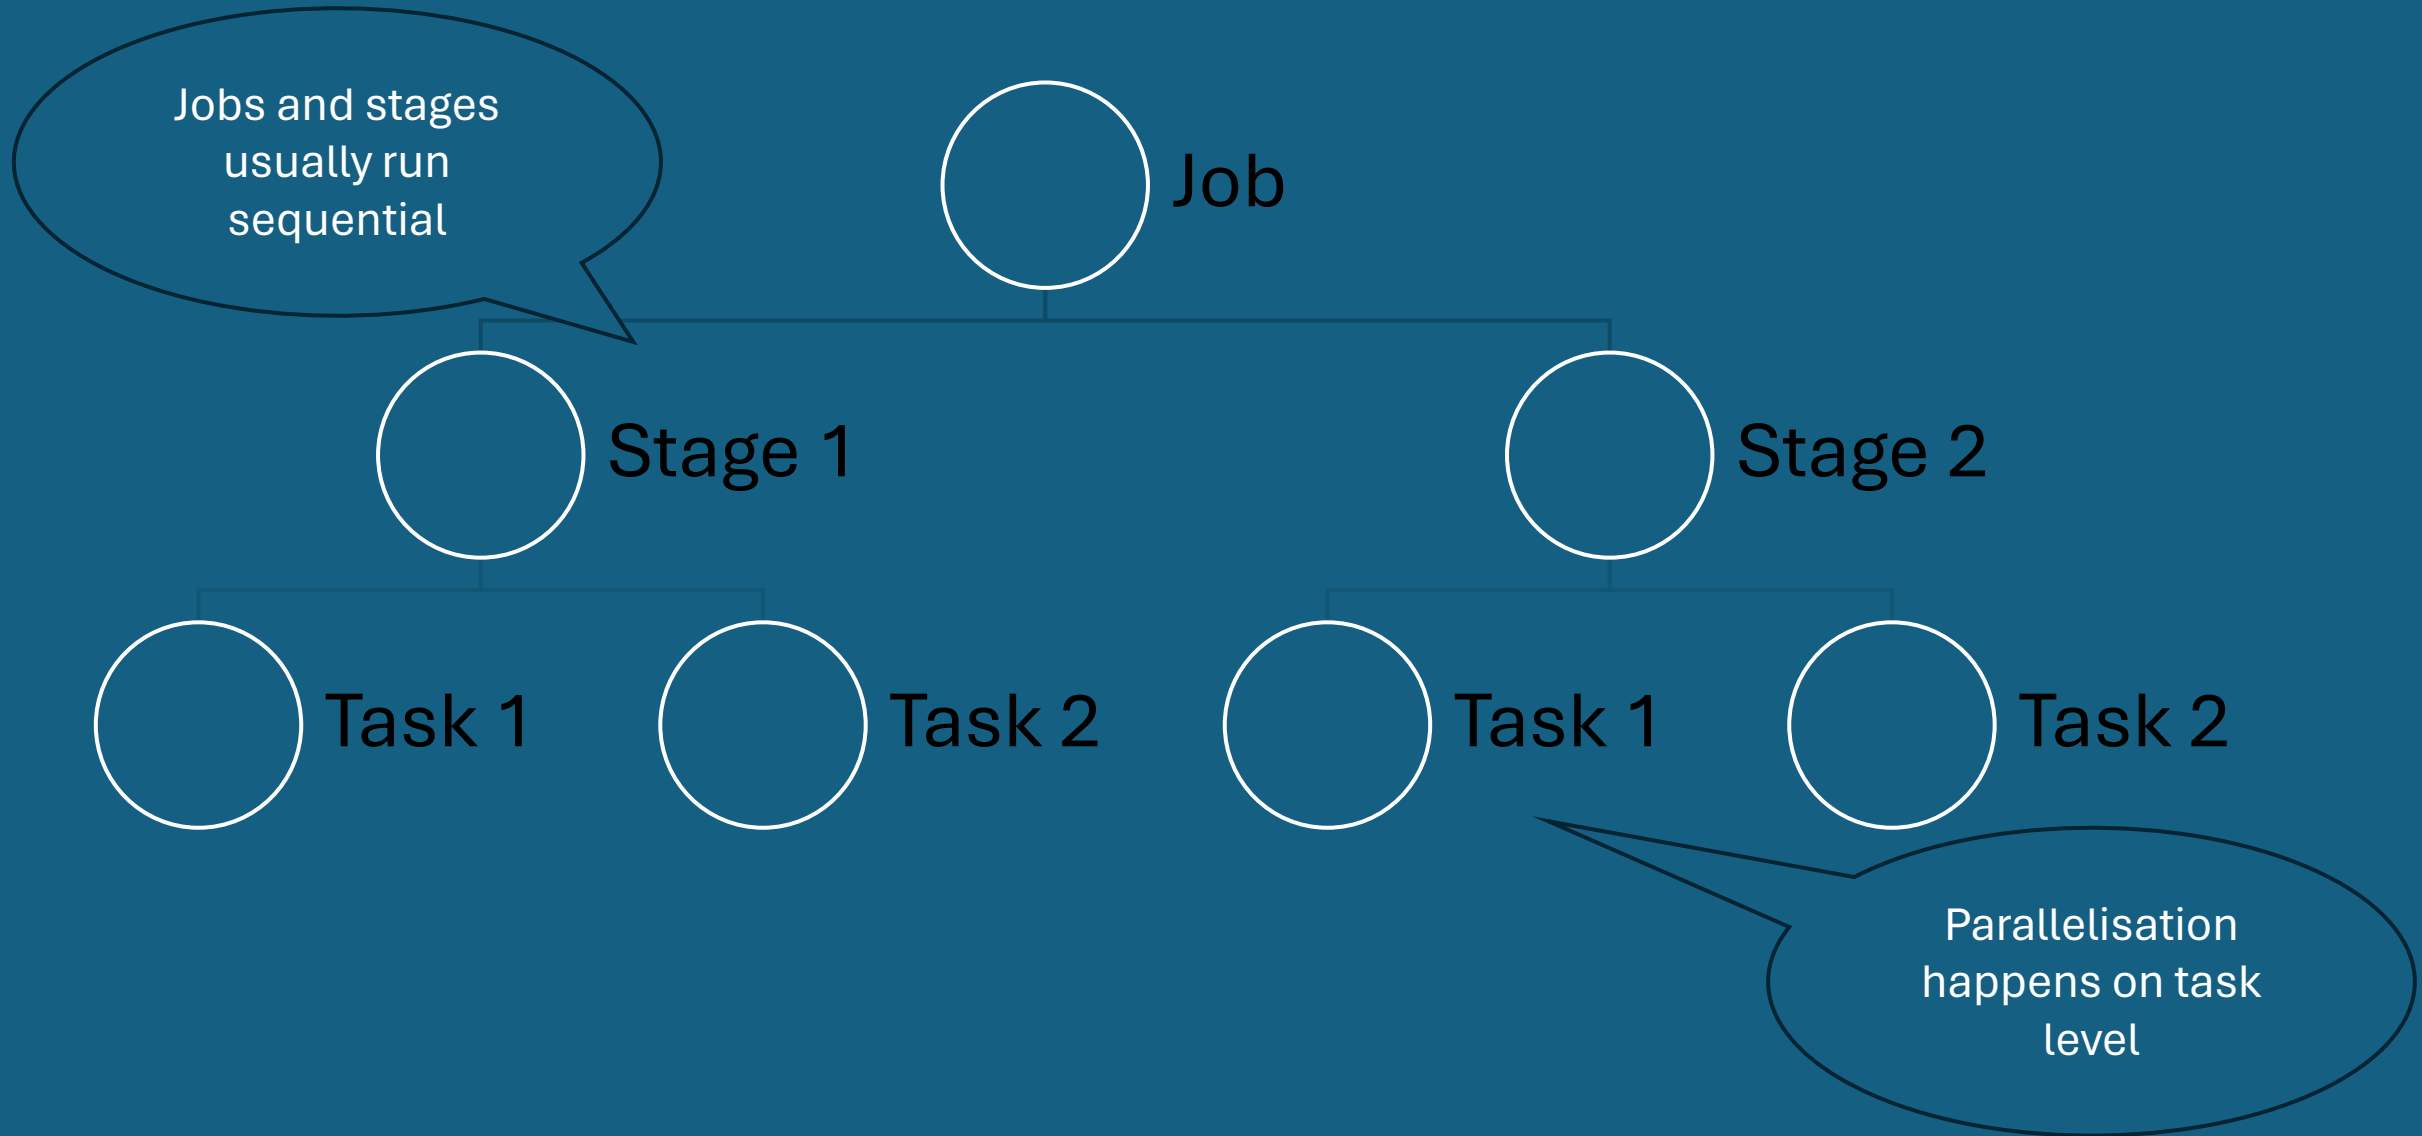 Jobs and stages
usually run
sequential
Job
Stage 1
Stage 2
Task 1
Task 2
Task 1
Task 2
Parallelisation
happens on task
level